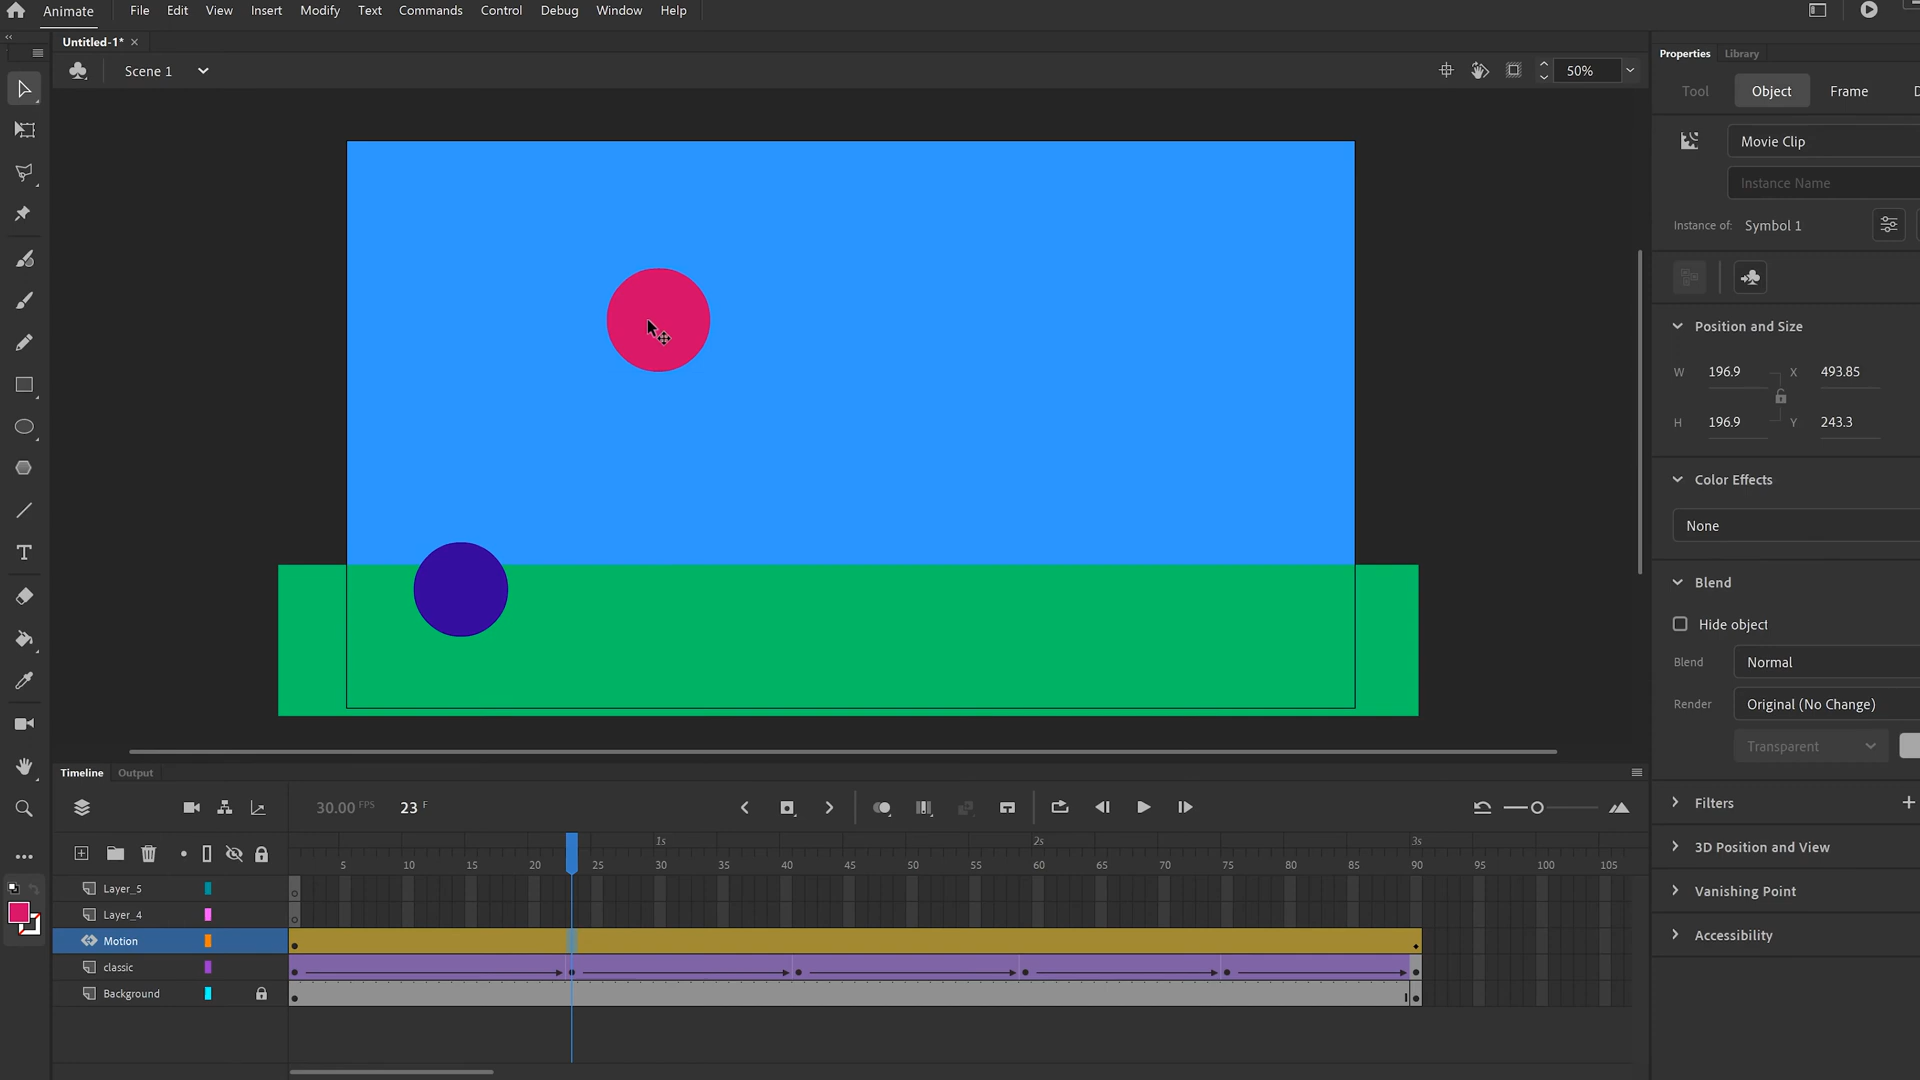 Animate File Edit View Insert Modify Text Commands Control Debug Window Help
Untitled-1*
Scene 1
50%
Properties Library
Tool Object Frame
Movie Clip
Instance Name
Instance of: Symbol 1
Position and Size
W 196.9 X 493.85
H 196.9 Y 243.3
Color Effects
None
Blend
Hide object
Blend Normal
Render Original (No Change)
Transparent
Filters
3D Position and View
Vanishing Point
Accessibility
Timeline Output
30.00 FPS 23 F
1s 2s 3s
5 10 15 20 25 30 35 40 45 50 55 60 65 70 75 80 85 90 95 100 105
Layer_5
Layer_4
Motion
classic
Background